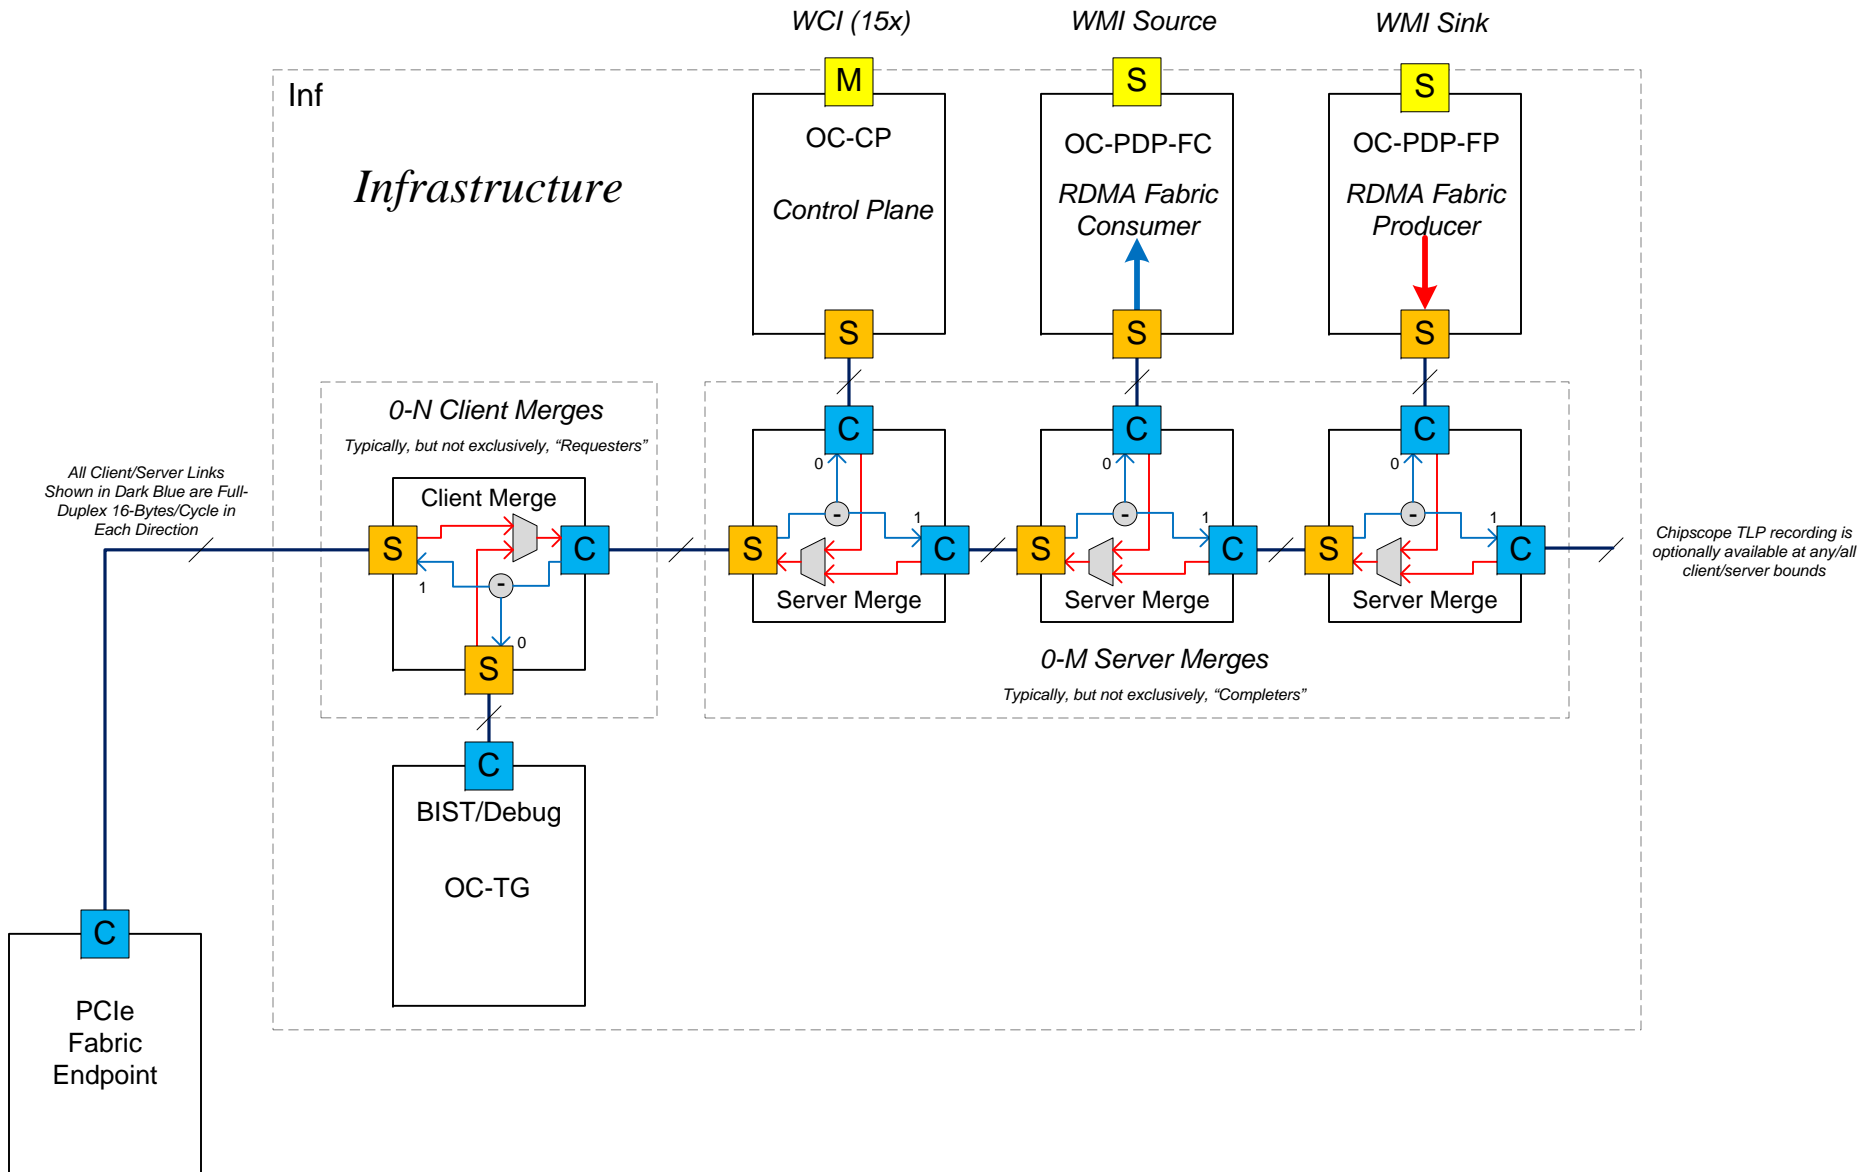 WCI (15x)
WMI Source
WMI Sink
Inf
M
S
S
OC-CP
OC-PDP-FC
OC-PDP-FP
Infrastructure
Control Plane
RDMA Fabric
Consumer
RDMA Fabric
Producer
S
S
S
0-N Client Merges
Typically, but not exclusively, “Requesters”
C
C
C
0
0
0
All Client/Server Links
Shown in Dark Blue are Full-
Duplex 16-Bytes/Cycle in
Each Direction
Client Merge
S
C
1
-
0
S
S
-
1
C
Server Merge
S
-
1
C
Server Merge
S
-
1
C
Server Merge
Chipscope TLP recording is
optionally available at any/all
client/server bounds
0-M Server Merges
Typically, but not exclusively, “Completers”
C
BIST/Debug
OC-TG
C
PCIe
Fabric
Endpoint